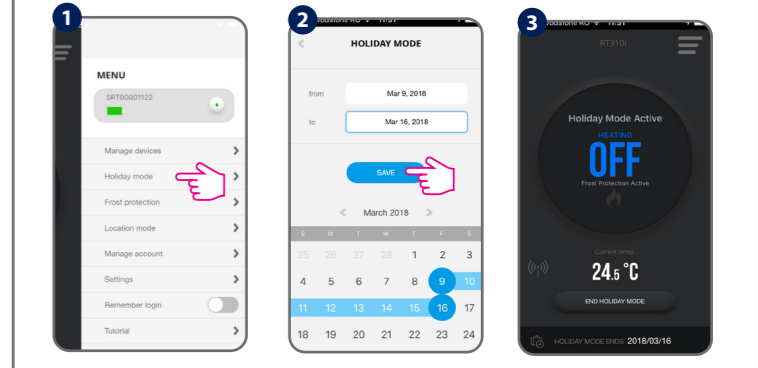 1
MENU
SRT00001122
Manage devices
Holiday mode
Frost protection
Location mode
Manage account
Settings
Remember login
Tutorial
2
HOLIDAY MODE
from Mar 9, 2018
to Mar 16, 2018
SAVE
March 2018
S M T W T F S
25 26 27 28 1 2 3
4 5 6 7 8 9 10
11 12 13 14 15 16 17
18 19 20 21 22 23 24
3
RT310i
Holiday Mode Active
HEATING
OFF
Frost Protection Active
Current temp.
24.5 °C
END HOLIDAY MODE
HOLIDAY MODE ENDS 2018/03/16